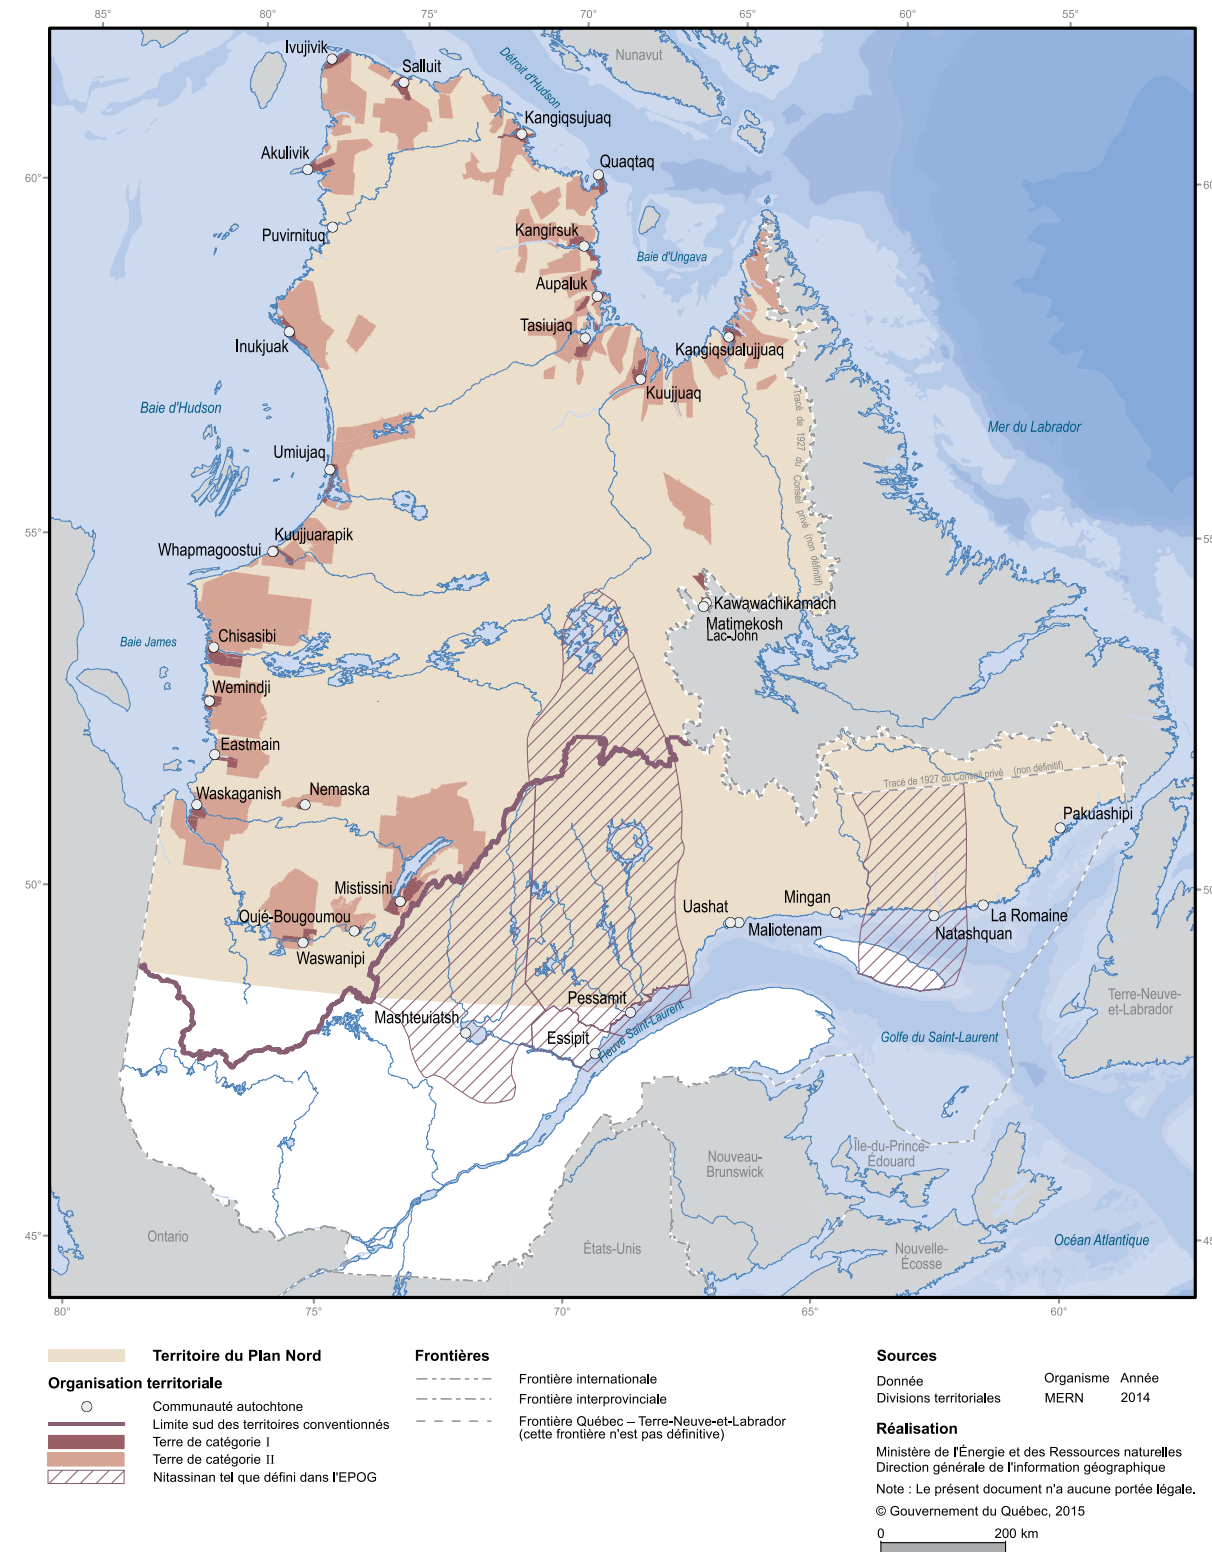 85°
80°
75°
70°
65°
60°
55°
Ivujivik
Salluit
Détroit d'Hudson
Nunavut
Kangiqsujuaq
Akulivik
Quaqtaq
60°
60
Puvirnituq
Kangirsuk
Baie d'Ungava
Aupaluk
Tasiujaq
Inukjuak
Kangiqsualujjuaq
Kuujjuaq
Baie d'Hudson
Tracé de 1927 du Conseil privé (non définitif)
Mer du Labrador
Umiujaq
55°
55
Kuujjuarapik
Whapmagoostui
Kawawachikamach
Matimekosh
Lac-John
Chisasibi
Baie James
Wemindji
Eastmain
Tracé de 1927 du Conseil privé (non définitif)
Waskaganish
Nemaska
Pakuashipi
50°
50
Mistissini
Mingan
Uashat
Maliotenam
La Romaine
Natashquan
Oujé-Bougoumou
Waswanipi
Pessamit
Mashteuiatsh
Essipit
Fleuve Saint-Laurent
Terre-Neuve-
et-Labrador
Golfe du Saint-Laurent
Nouveau-
Brunswick
Île-du-Prince-
Édouard
45°
45
Ontario
États-Unis
Nouvelle-
Écosse
Océan Atlantique
80°
75°
70°
65°
60°
Territoire du Plan Nord
Organisation territoriale
Communauté autochtone
Limite sud des territoires conventionnés
Terre de catégorie I
Terre de catégorie II
Nitassinan tel que défini dans l'EPOG
Frontières
Frontière internationale
Frontière interprovinciale
Frontière Québec – Terre-Neuve-et-Labrador
(cette frontière n'est pas définitive)
Sources
Donnée Organisme Année
Divisions territoriales MERN 2014
Réalisation
Ministère de l'Énergie et des Ressources naturelles
Direction générale de l'information géographique
Note : Le présent document n'a aucune portée légale.
© Gouvernement du Québec, 2015
0 200 km